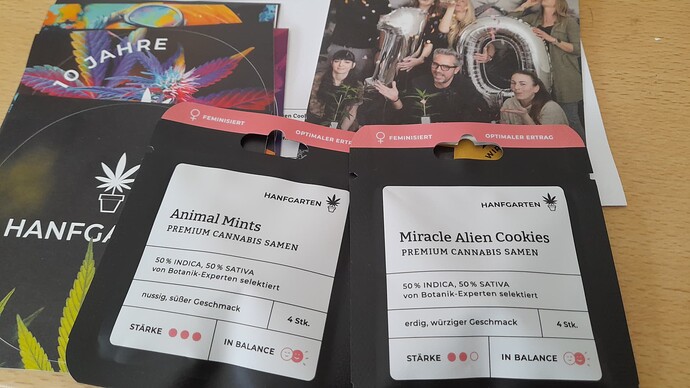 10 JAHRE
10
HANFGA
FEMINISIERT
OPTIMALER ERTRA
HANFGARTEN
Animal Mints
PREMIUM CANNABIS SAMEN
50 % INDICA, 50 % SATIVA
von Botanik-Experten selektiert
nussig, süßer Geschmack
4 Stk.
STÄRKE
IN BALANCE
FEMINISIERT
OPTIMALER ERTRAG
HANFGARTEN
Miracle Alien Cookies
PREMIUM CANNABIS SAMEN
50 % INDICA, 50 % SATIVA
von Botanik-Experten selektiert
erdig, würziger Geschmack
4 Stk.
STÄRKE
IN BALANCE